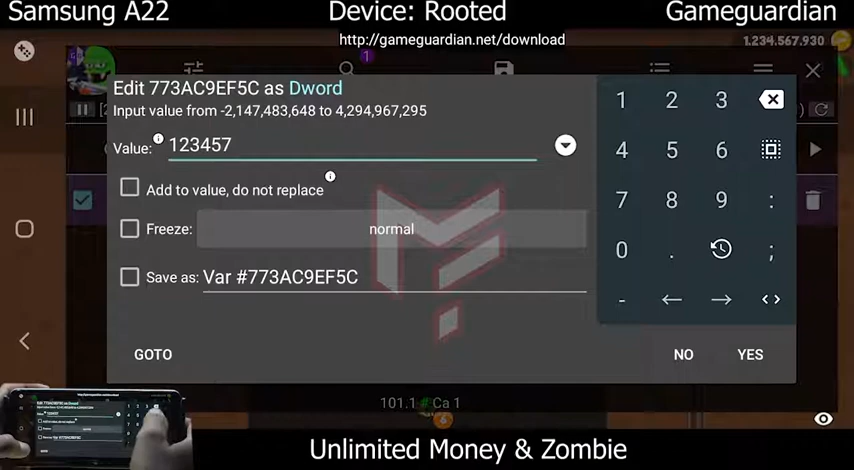 Samsung A22
Device: Rooted
Gameguardian
http://gameguardian.net/download
1.234.567.930
1
Edit 773AC9EF5C as Dword
Input value from -2,147,483,648 to 4,294,967,295
Value:
123457
Add to value, do not replace
Freeze:
normal
Save as:
Var #773AC9EF5C
GOTO
NO
YES
1 2 3
4 5 6
7 8 9 :
0 . ;
- ← → < >
101.1 # Ca 1
Unlimited Money & Zombie